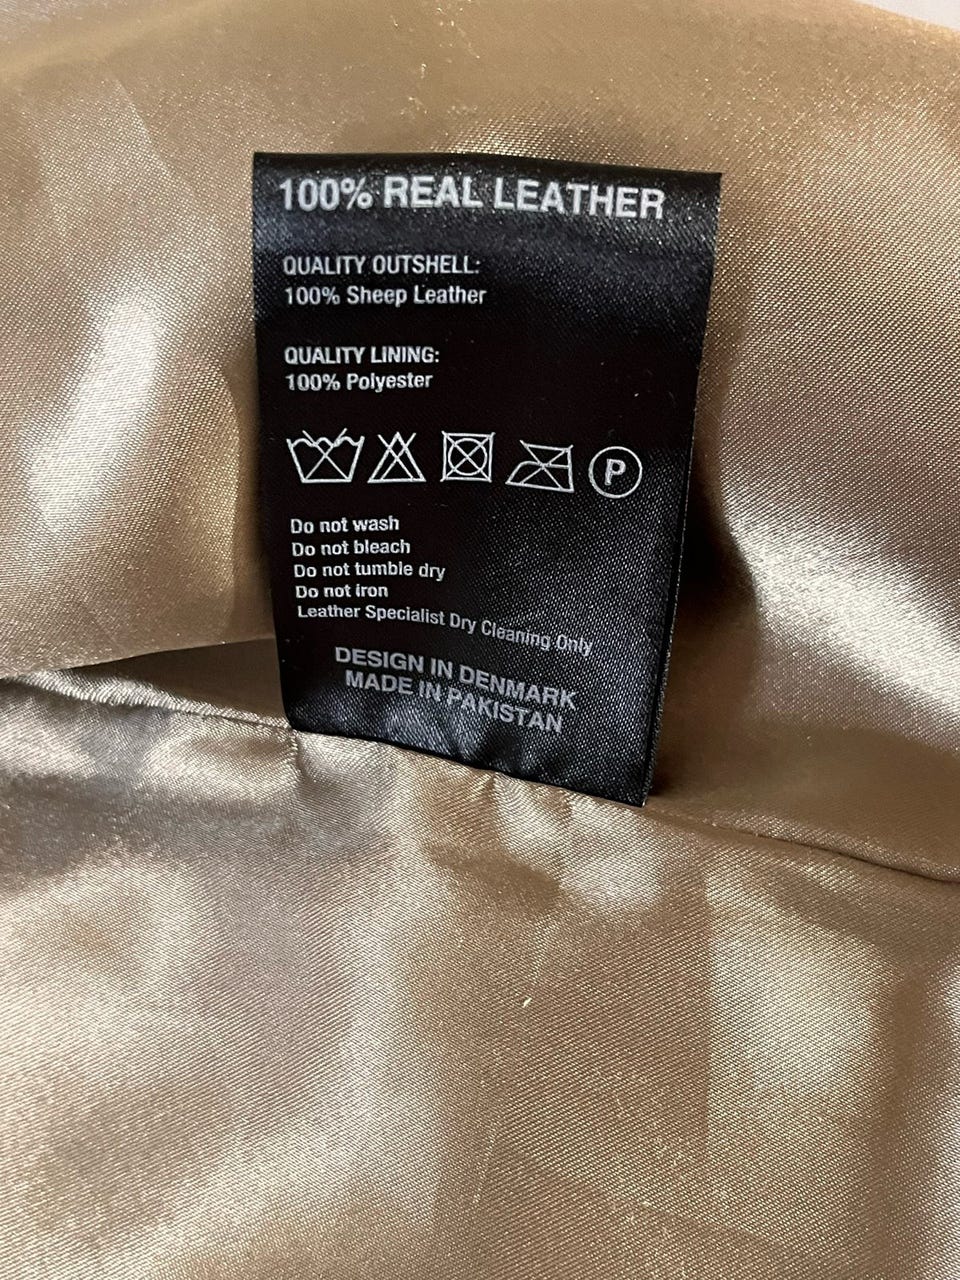 100% REAL LEATHER
QUALITY OUTSHELL:
100% Sheep Leather
QUALITY LINING:
100% Polyester
P
Do not wash
Do not bleach
Do not tumble dry
Do not iron
Leather Specialist Dry Cleaning Only
DESIGN IN DENMARK
MADE IN PAKISTAN